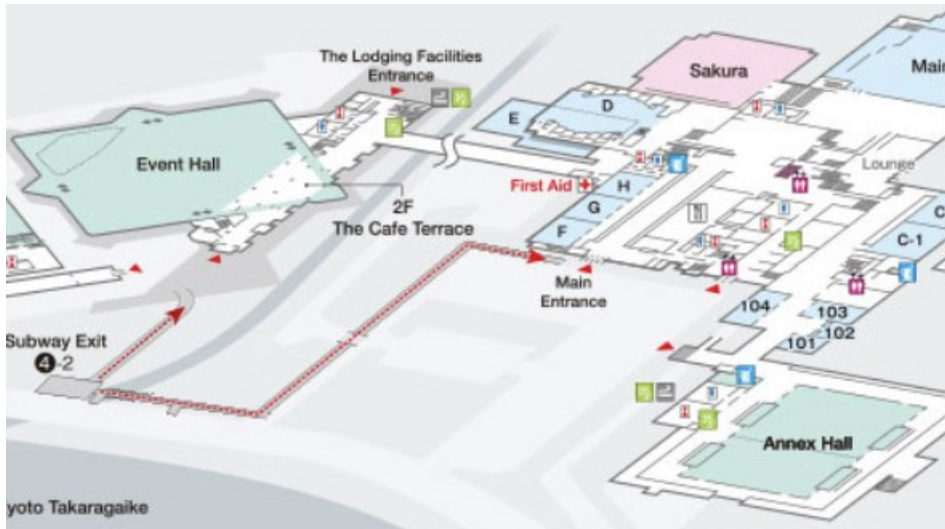 The Lodging Facilities
Entrance
Sakura
Main
D
E
Event Hall
Lounge
First Aid
H
G
F
2F
The Cafe Terrace
C-1
Main
Entrance
104
103
102
101
Subway Exit
4-2
Annex Hall
yoto Takaragaike